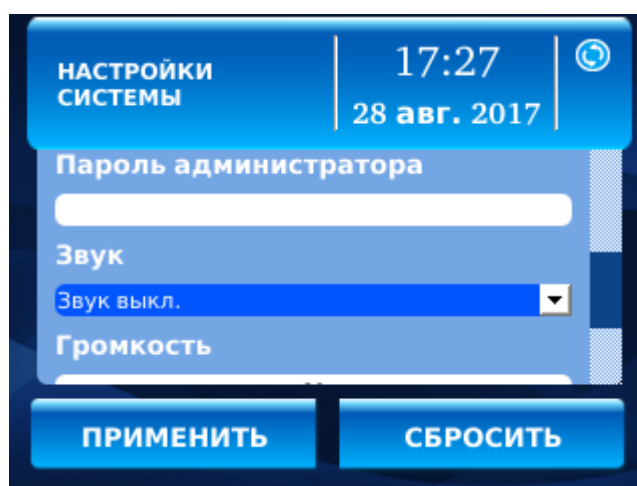 НАСТРОЙКИ
СИСТЕМЫ
17:27
28 авг. 2017
Пароль администратора
Звук
Звук выкл.
Громкость
ПРИМЕНИТЬ
СБРОСИТЬ